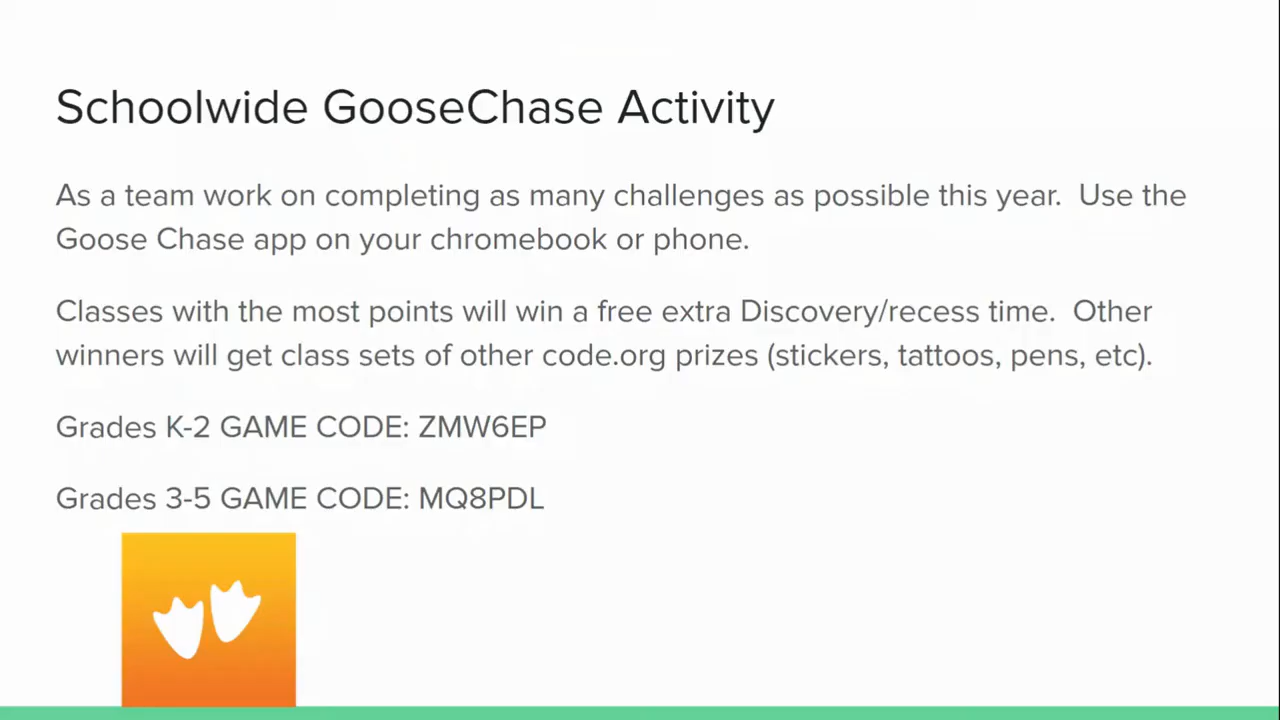 Schoolwide GooseChase Activity
As a team work on completing as many challenges as possible this year.  Use the
Goose Chase app on your chromebook or phone.
Classes with the most points will win a free extra Discovery/recess time.  Other
winners will get class sets of other code.org prizes (stickers, tattoos, pens, etc).
Grades K-2 GAME CODE: ZMW6EP
Grades 3-5 GAME CODE: MQ8PDL